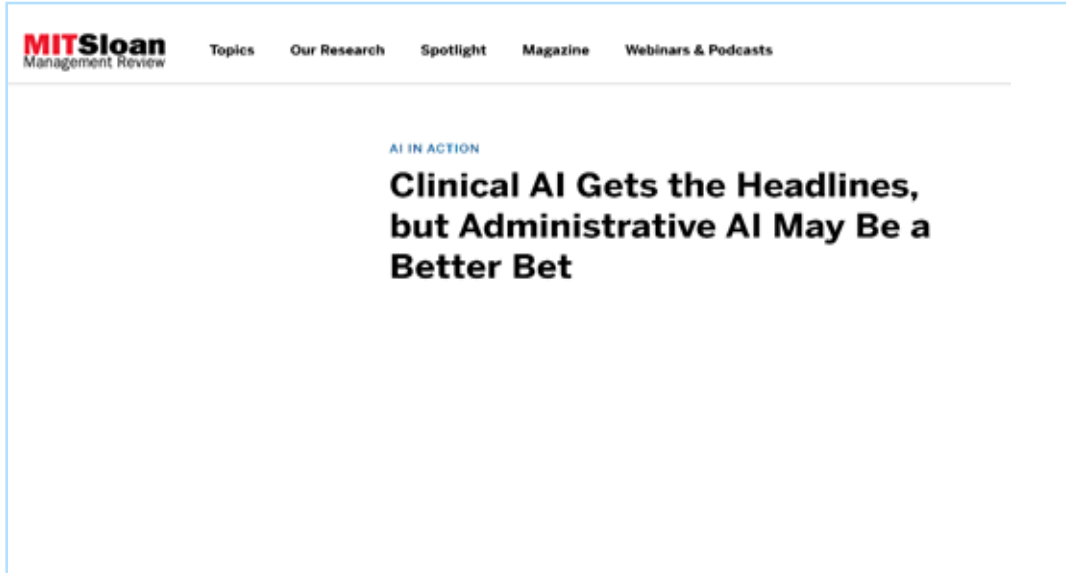 MITSloan
Management Review
Topics Our Research Spotlight Magazine Webinars & Podcasts
AI IN ACTION
Clinical AI Gets the Headlines,
but Administrative AI May Be a
Better Bet